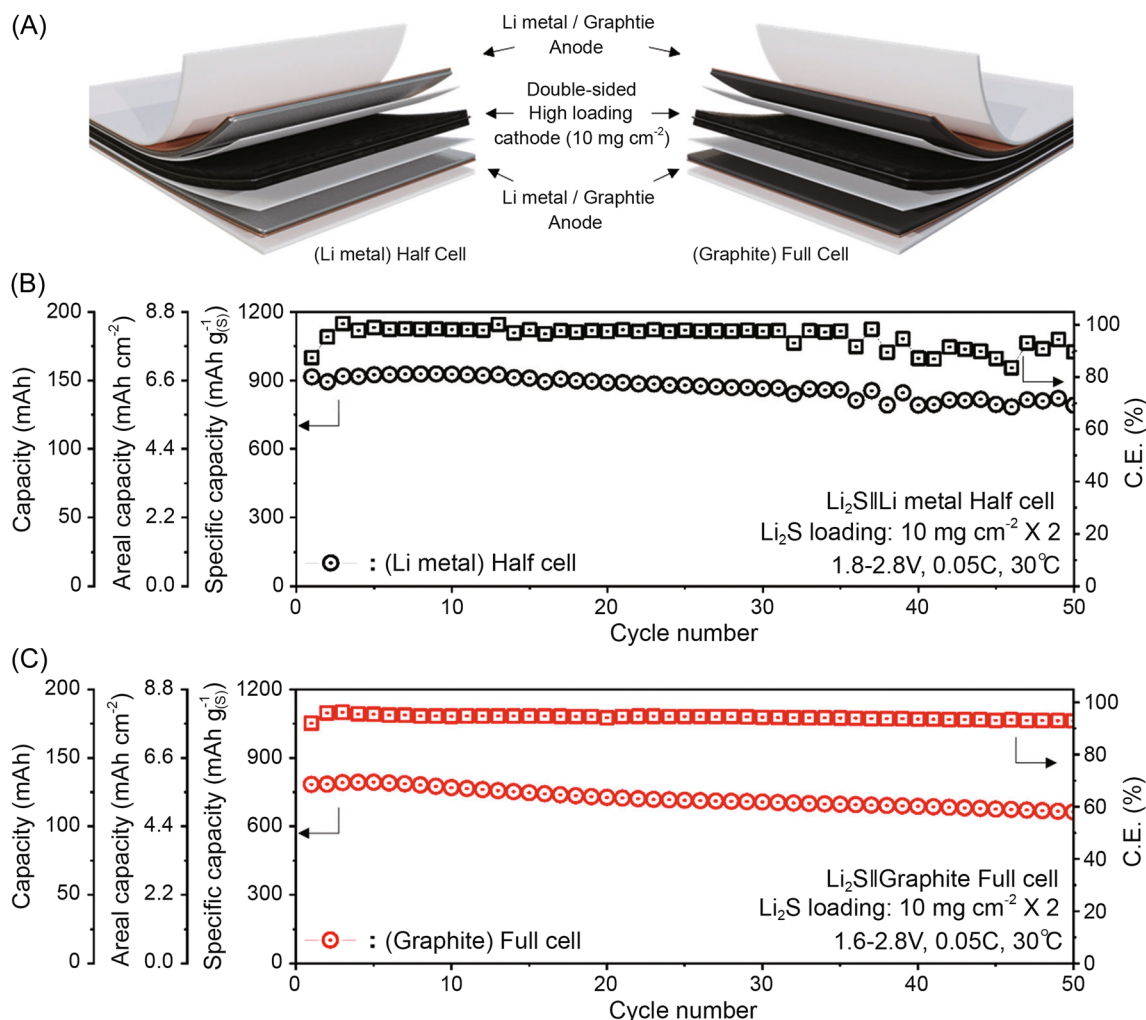 (A)
Li metal / Graphtie
Anode
Double-sided
High loading
cathode (10 mg cm⁻²)
Li metal / Graphtie
Anode
(Li metal) Half Cell
(Graphite) Full Cell
(B)
Capacity (mAh)
200
150
100
50
0
Areal capacity (mAh cm⁻²)
8.8
6.6
4.4
2.2
0.0
Specific capacity (mAh g⁻¹(S))
1200
900
600
300
0
100
80
60
40
20
0
C.E. (%)
Li₂S||Li metal Half cell
Li₂S loading: 10 mg cm⁻² X 2
1.8-2.8V, 0.05C, 30℃
: (Li metal) Half cell
0 10 20 30 40 50
Cycle number
(C)
Capacity (mAh)
200
150
100
50
0
Areal capacity (mAh cm⁻²)
8.8
6.6
4.4
2.2
0.0
Specific capacity (mAh g⁻¹(S))
1200
900
600
300
0
100
80
60
40
20
0
C.E. (%)
Li₂S||Graphite Full cell
Li₂S loading: 10 mg cm⁻² X 2
1.6-2.8V, 0.05C, 30℃
: (Graphite) Full cell
0 10 20 30 40 50
Cycle number